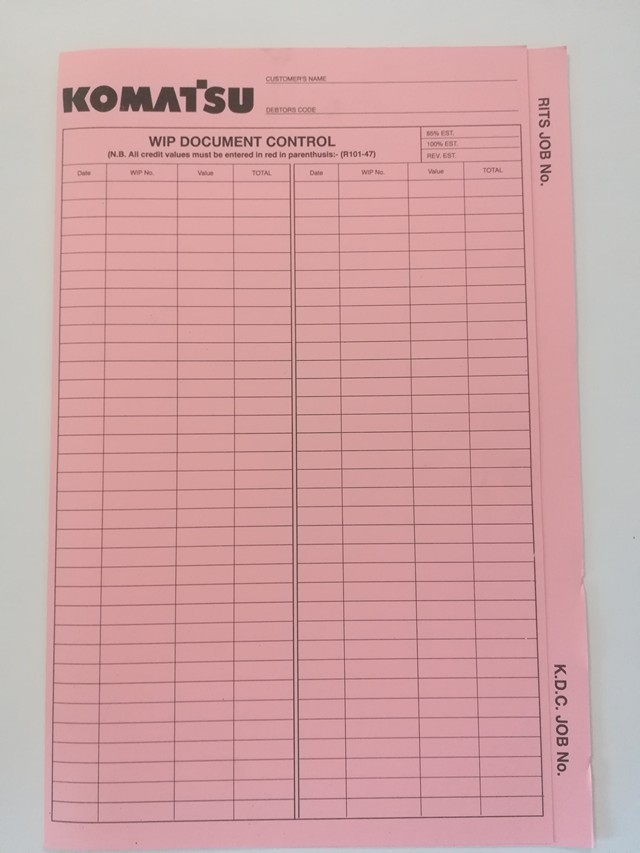 CUSTOMER'S NAME
KOMATSU
DEBTORS CODE
WIP DOCUMENT CONTROL
(N.B. All credit values must be entered in red in parenthusis:- (R101-47)
85% EST.
100% EST.
REV. EST.
Date WIP No. Value TOTAL Date WIP No. Value TOTAL
RITS JOB No.
K.D.C. JOB No.